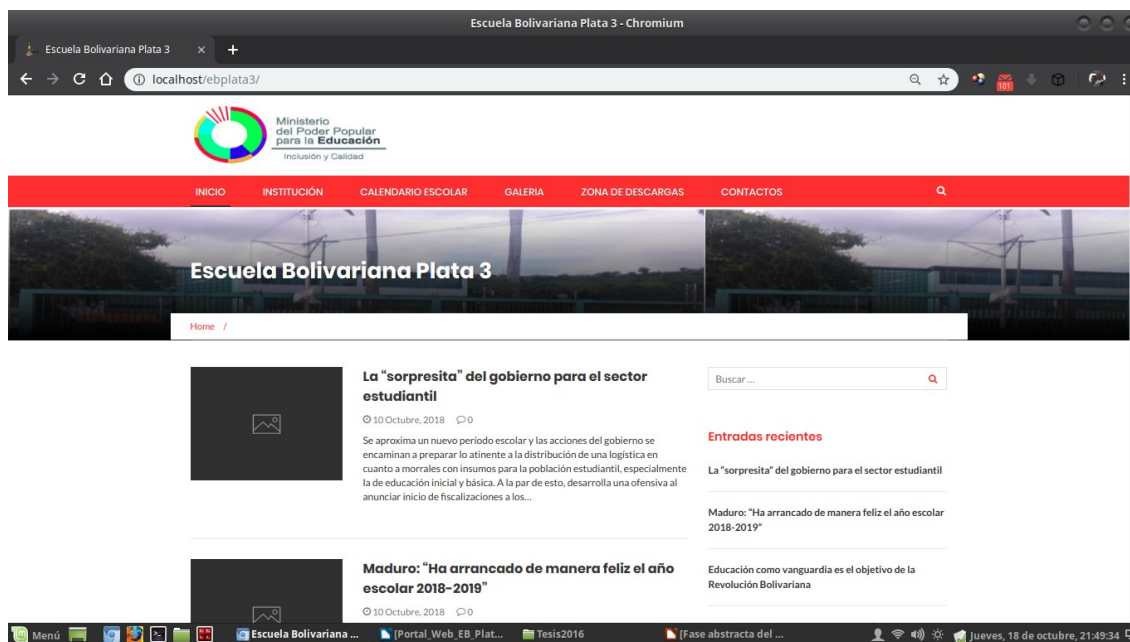 Escuela Bolivariana Plata 3 - Chromium
Escuela Bolivariana Plata 3
localhost/ebplata3/
101
Ministerio
del Poder Popular
para la Educación
Inclusión y Calidad
INICIO INSTITUCIÓN CALENDARIO ESCOLAR GALERIA ZONA DE DESCARGAS CONTACTOS
Escuela Bolivariana Plata 3
Home /
La “sorpresita” del gobierno para el sector
estudiantil
10 Octubre, 2018 0
Se aproxima un nuevo período escolar y las acciones del gobierno se
encaminan a preparar lo atinente a la distribución de una logística en
cuanto a morrales con insumos para la población estudiantil, especialmente
la de educación inicial y básica. A la par de esto, desarrolla una ofensiva al
anunciar inicio de fiscalizaciones a los...
Maduro: “Ha arrancado de manera feliz el año
escolar 2018-2019”
10 Octubre, 2018 0
Buscar ...
Entradas recientes
La “sorpresita” del gobierno para el sector estudiantil
Maduro: “Ha arrancado de manera feliz el año escolar
2018-2019”
Educación como vanguardia es el objetivo de la
Revolución Bolivariana
Menú Escuela Bolivariana ... [Portal_Web_EB_Plat... Tesis2016 [Fase abstracta del ... Jueves, 18 de octubre, 21:49:34